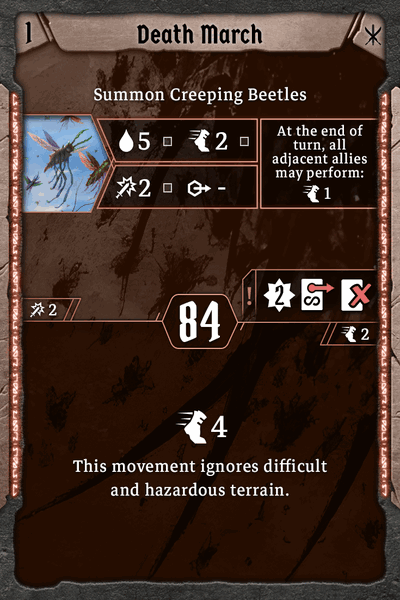 1
Death March
Summon Creeping Beetles
5
2
2
-
At the end of
turn, all
adjacent allies
may perform:
1
2
84
!
2
2
4
This movement ignores difficult
and hazardous terrain.